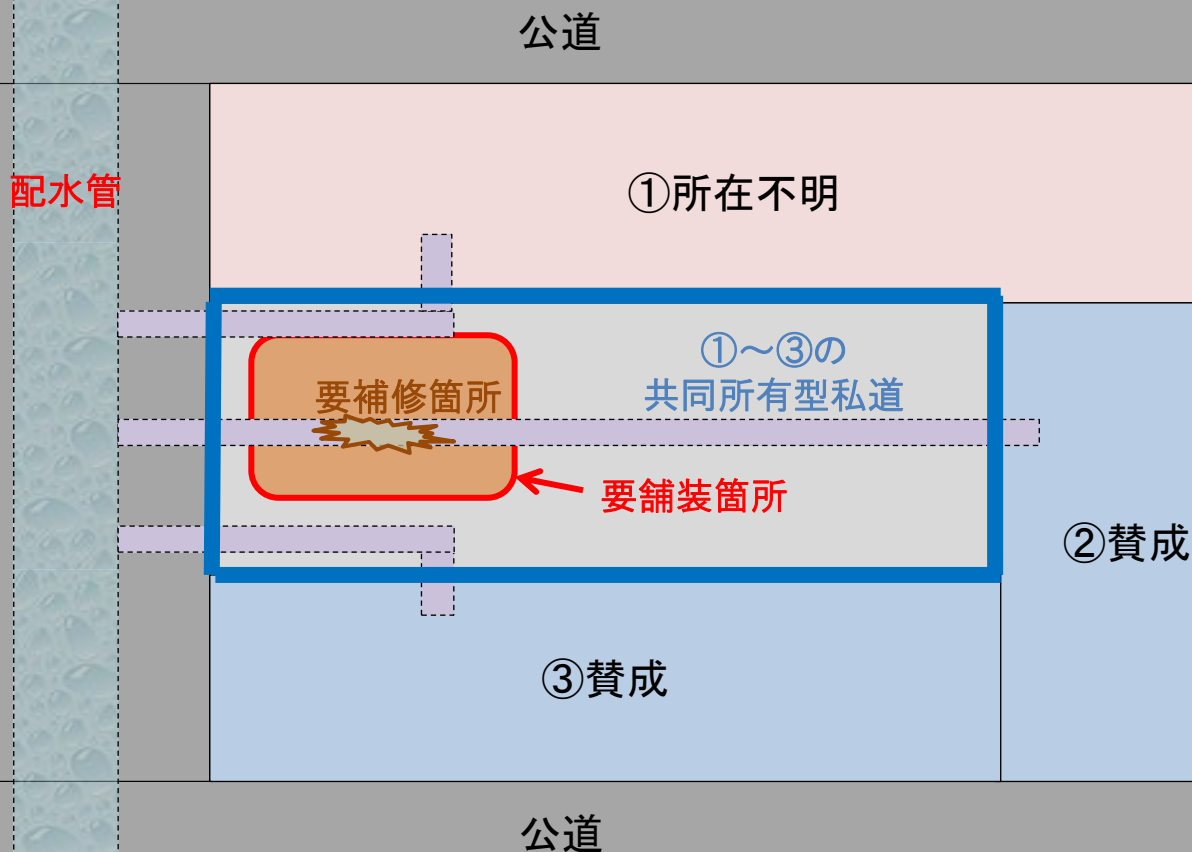 公道
配水管
①所在不明
①~③の
共同所有型私道
要補修箇所
要舗装箇所
②賛成
③賛成
公道